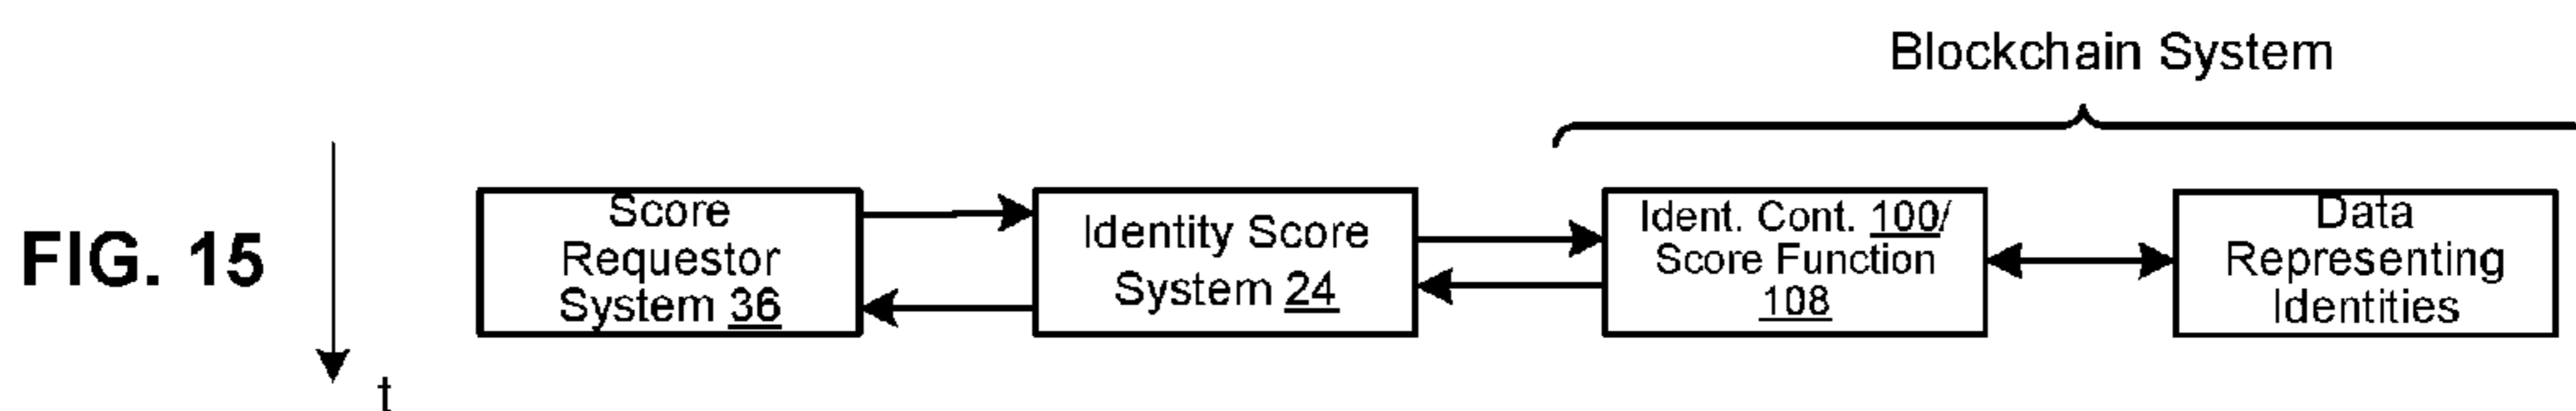 Blockchain System
FIG. 15
t
Score
Requestor
System 36
Identity Score
System 24
Ident. Cont. 100/
Score Function
108
Data
Representing
Identities